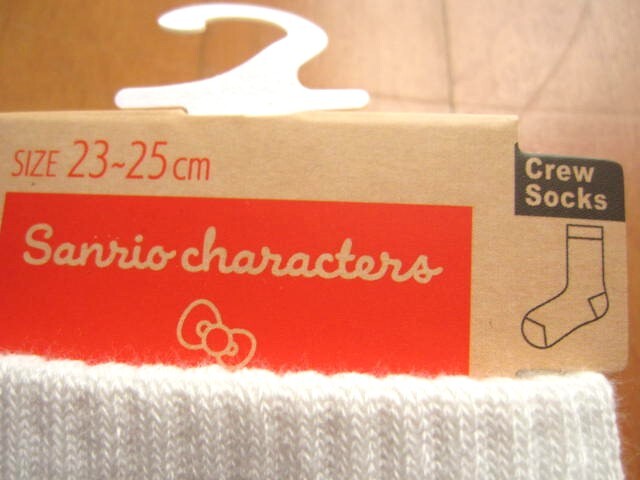 SIZE 23~25cm
Crew
Socks
Sanrio characters